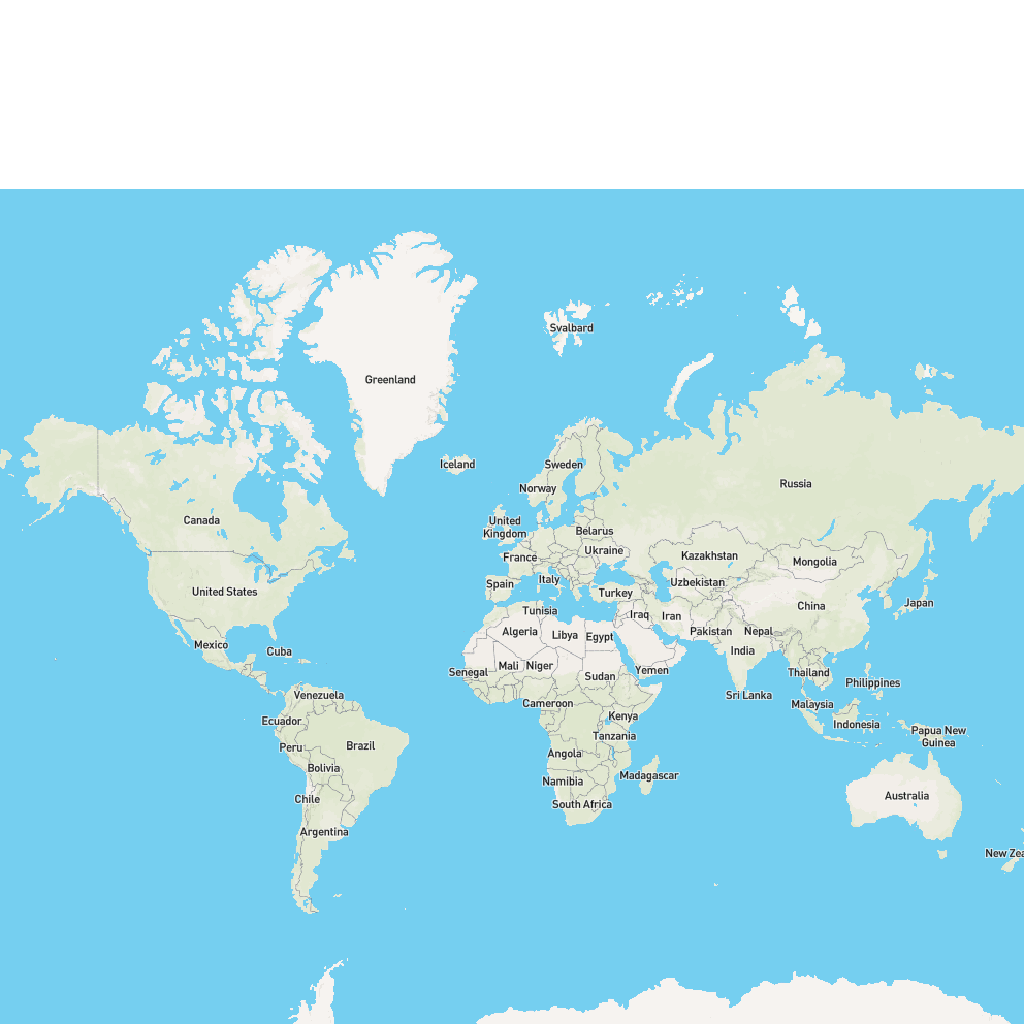 Svalbard
Greenland
Iceland
Sweden
Norway
Russia
Canada
United
Kingdom
Belarus
Ukraine
France
Kazakhstan
Mongolia
Italy
Spain
Uzbekistan
United States
Turkey
Japan
China
Tunisia
Iraq
Iran
Algeria
Libya
Egypt
Pakistan
Nepal
Mexico
Cuba
India
Mali
Niger
Senegal
Yemen
Thailand
Sudan
Philippines
Venezuela
Sri Lanka
Cameroon
Malaysia
Kenya
Ecuador
Indonesia
Papua New
Guinea
Tanzania
Peru
Brazil
Angola
Bolivia
Madagascar
Namibia
Australia
Chile
South Africa
Argentina
New Zea